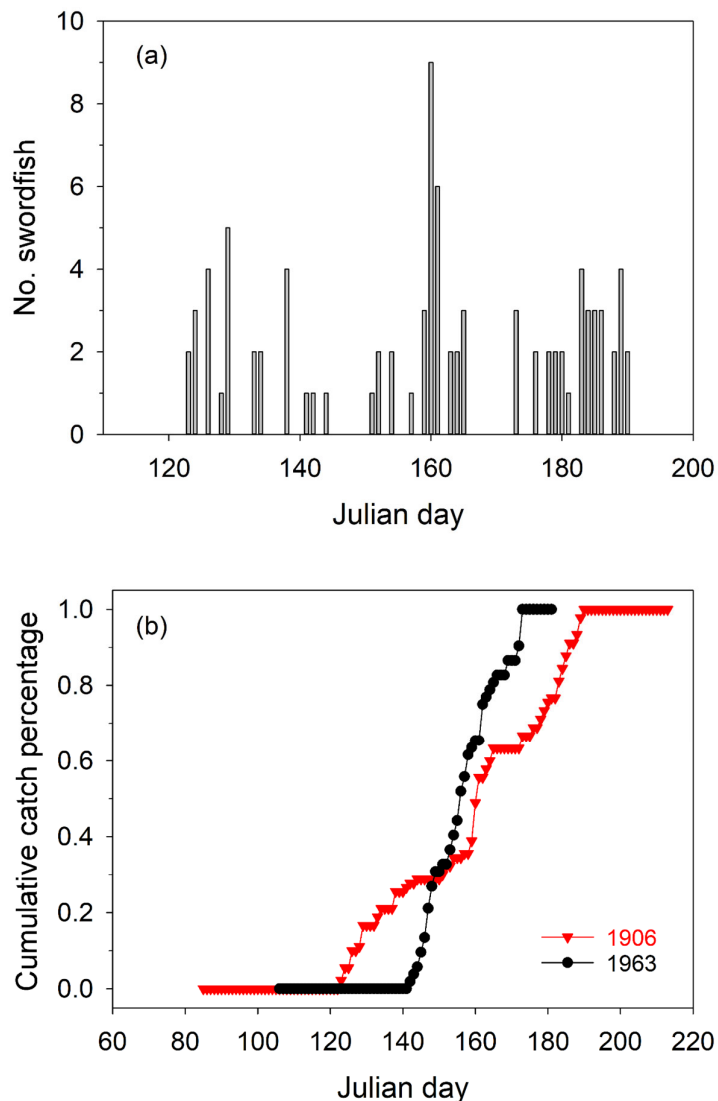 (a)
10
8
6
4
2
0
No. swordfish
120 140 160 180 200
Julian day
(b)
1.0
0.8
0.6
0.4
0.2
0.0
Cumulative catch percentage
1906
1963
60 80 100 120 140 160 180 200 220
Julian day